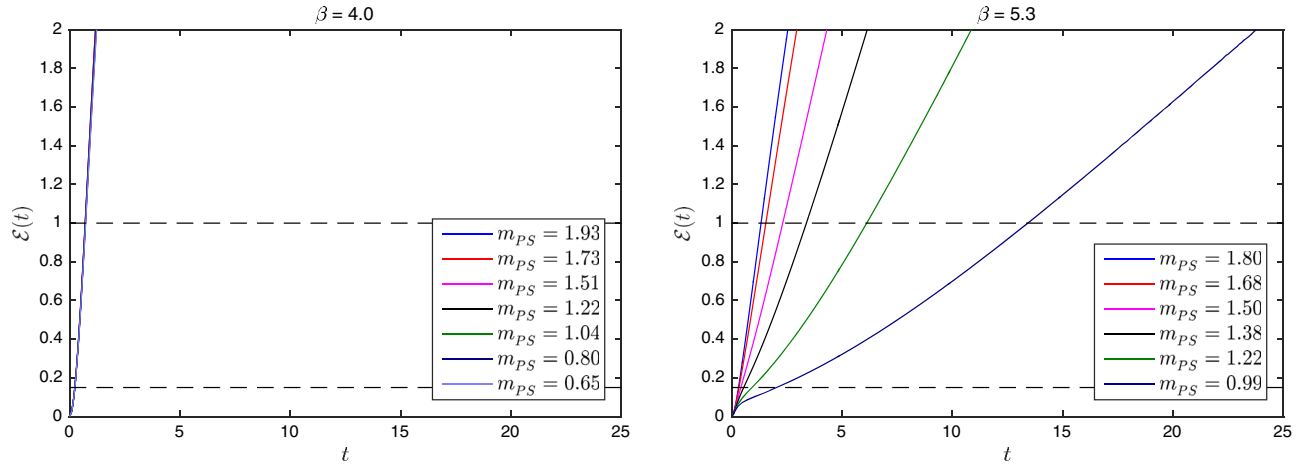 β = 4.0
2
1.8
1.6
1.4
1.2
1
0.8
0.6
0.4
0.2
0
ℰ(t)
0 5 10 15 20 25
t
m_PS = 1.93
m_PS = 1.73
m_PS = 1.51
m_PS = 1.22
m_PS = 1.04
m_PS = 0.80
m_PS = 0.65
β = 5.3
2
1.8
1.6
1.4
1.2
1
0.8
0.6
0.4
0.2
0
ℰ(t)
0 5 10 15 20 25
t
m_PS = 1.80
m_PS = 1.68
m_PS = 1.50
m_PS = 1.38
m_PS = 1.22
m_PS = 0.99